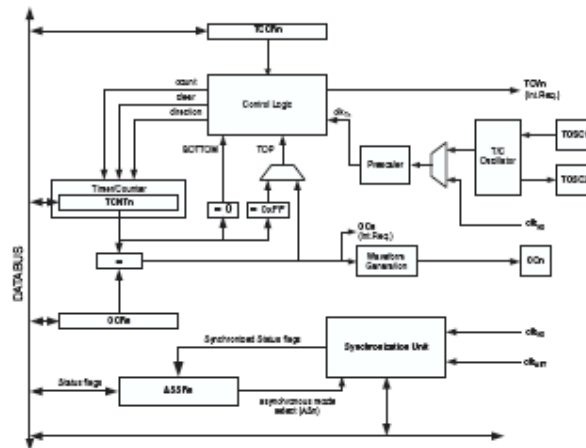 TCCRn
count
clear
direction
Control Logic
TOVn
(Int.Req.)
clkTn
TOSC1
T/C
Oscillator
TOSC2
Prescaler
BOTTOM
TOP
Timer/Counter
TCNTn
= 0
= 0xFF
clkI/O
OCn
(Int.Req.)
=
Waveform
Generation
OCn
DATABUS
OCRn
Synchronized Status flags
Synchronization Unit
clkI/O
clkASY
Status flags
ASSRn
asynchronous mode
select (ASn)